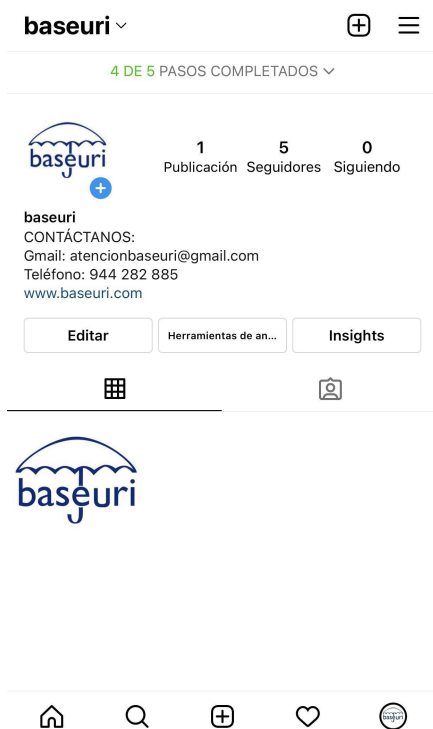 baseuri
4 DE 5 PASOS COMPLETADOS
baseuri
1 5 0
Publicación Seguidores Siguiendo
baseuri
CONTÁCTANOS:
Gmail: atencionbaseuri@gmail.com
Teléfono: 944 282 885
www.baseuri.com
Editar Herramientas de an... Insights
baseuri
baseuri